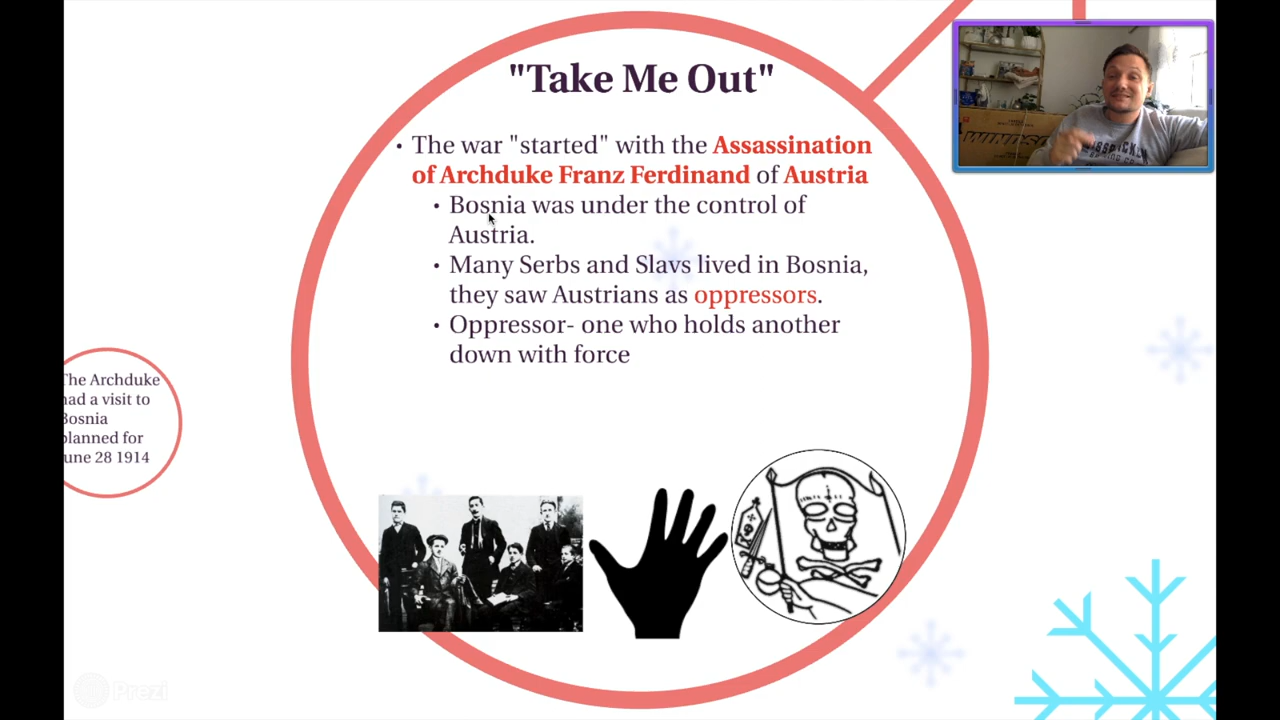 "Take Me Out"
• The war "started" with the Assassination
of Archduke Franz Ferdinand of Austria
• Bosnia was under the control of
Austria.
• Many Serbs and Slavs lived in Bosnia,
they saw Austrians as oppressors.
• Oppressor- one who holds another
down with force
The Archduke
had a visit to
Bosnia
planned for
June 28 1914
Prezi